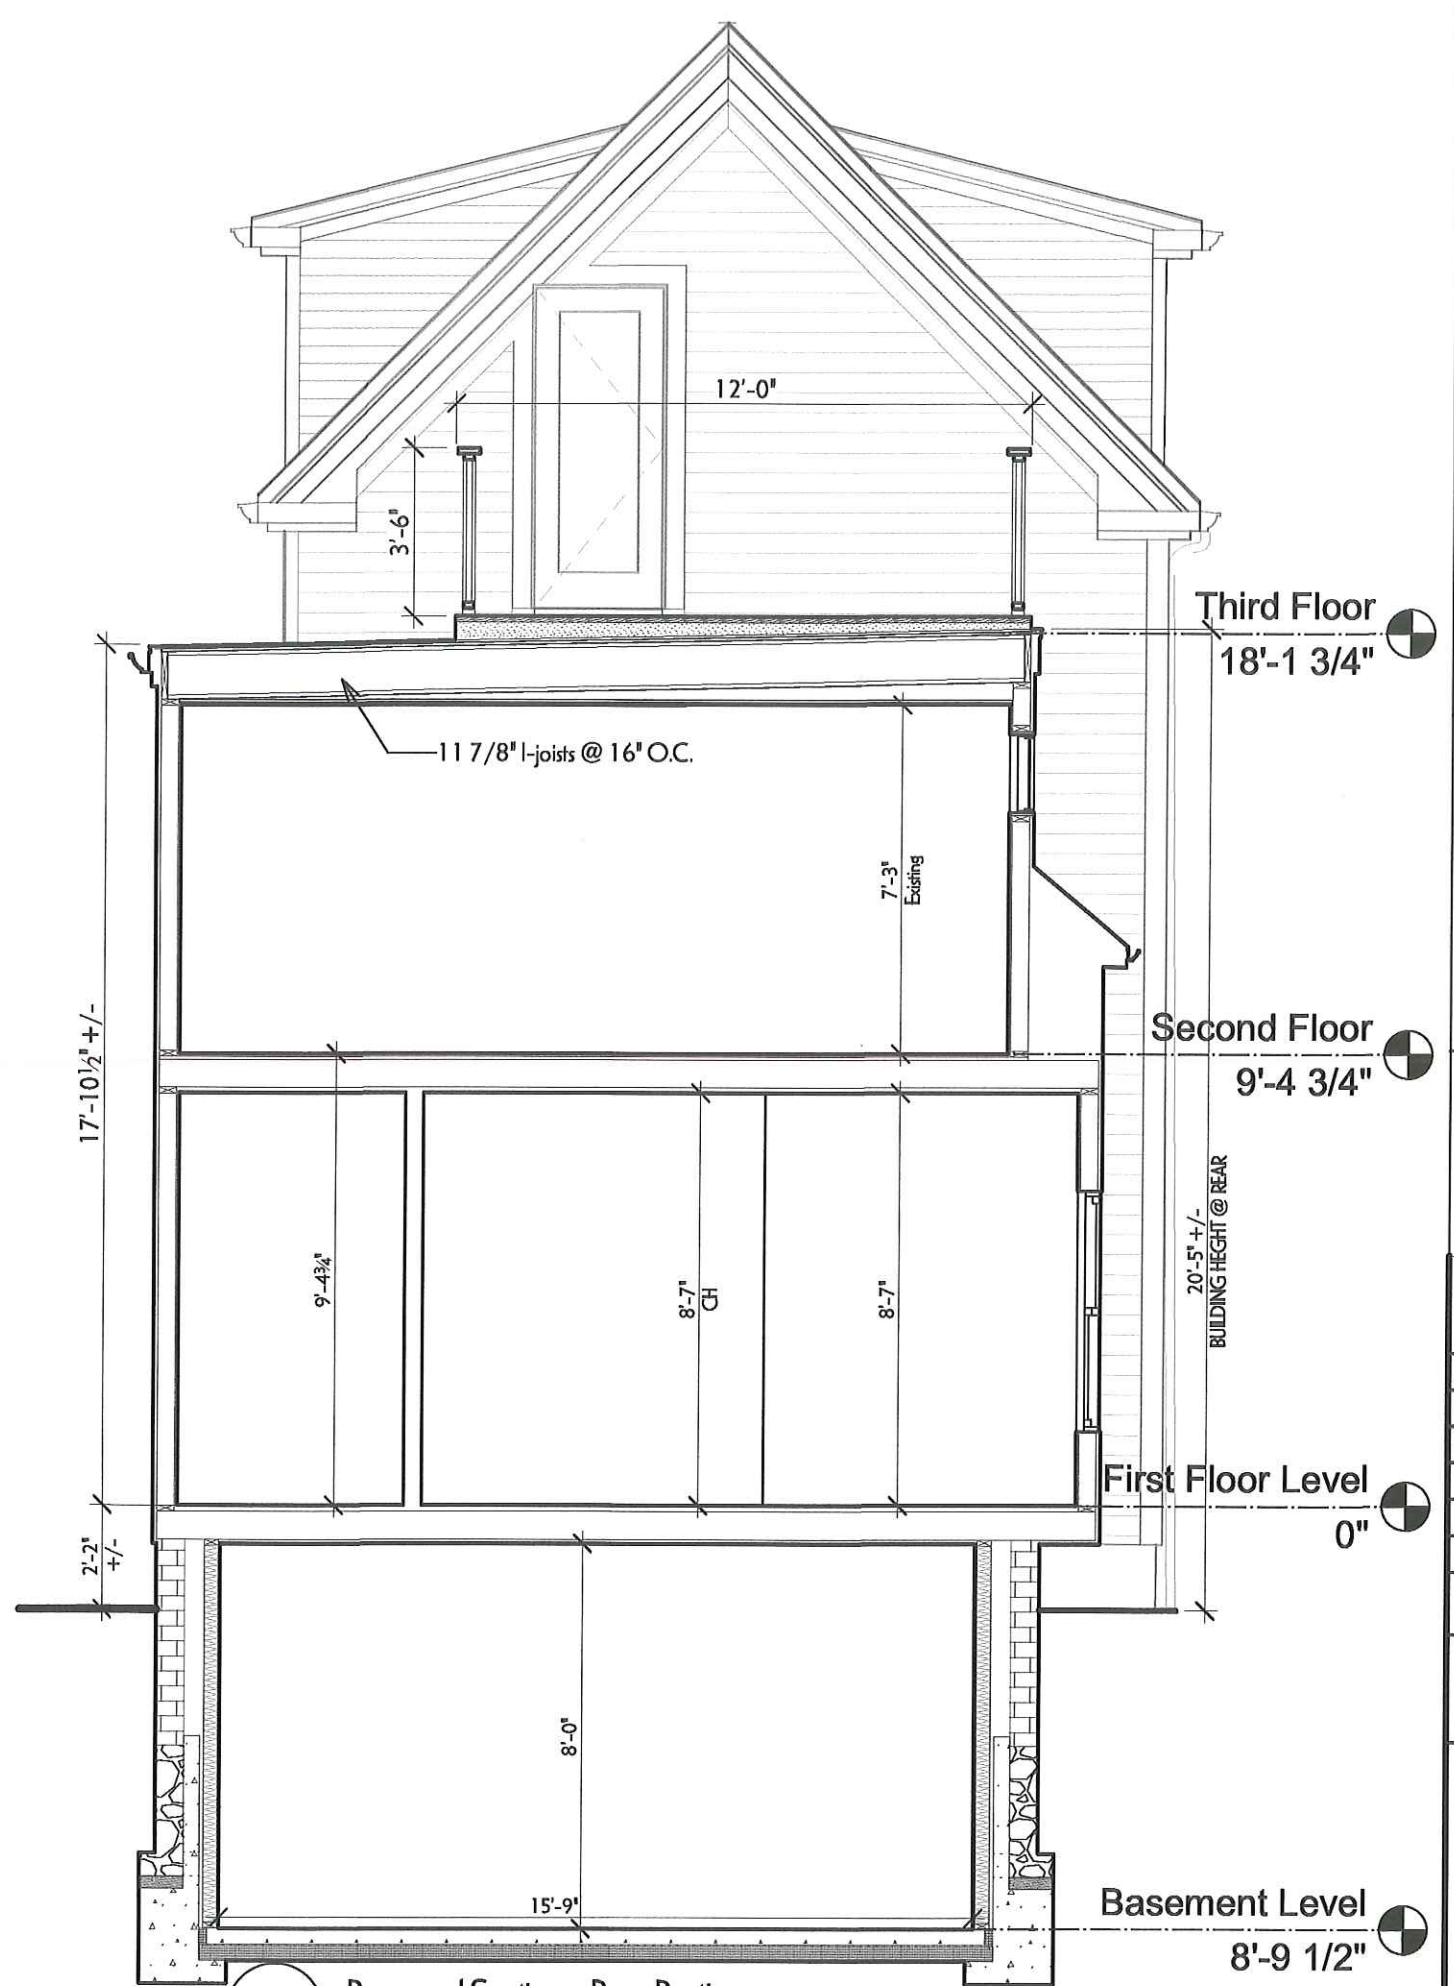 12'-0"
3'-6"
Third Floor
18'-1 3/4"
11 7/8" I-joists @ 16" O.C.
7'-3"
Existing
17'-10½" +/-
Second Floor
9'-4 3/4"
9'-4¾"
8'-7"
CH
8'-7"
20'-5" +/-
BUILDING HEGHT @ REAR
First Floor Level
0"
2'-2"
+/-
8'-0"
15'-9"
Basement Level
8'-9 1/2"